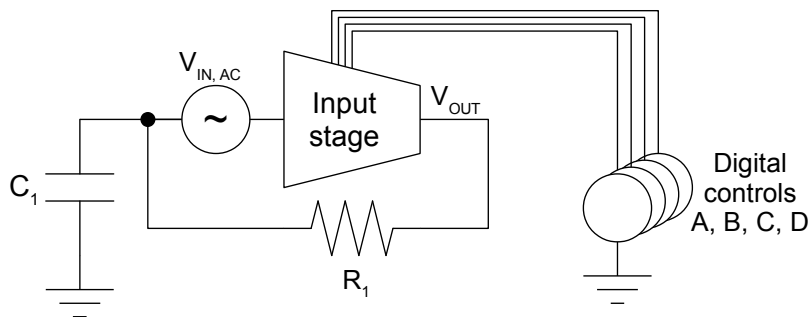 V_IN, AC
Input
stage
V_OUT
C_1
R_1
Digital
controls
A, B, C, D